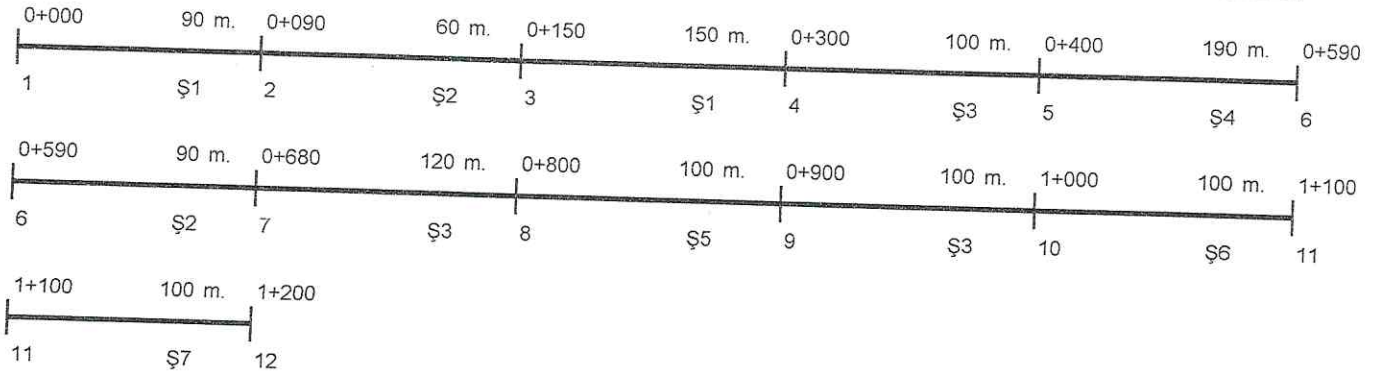 0+000 90 m. 0+090 60 m. 0+150 150 m. 0+300 100 m. 0+400 190 m. 0+590
1 Ş1 2 Ş2 3 Ş1 4 Ş3 5 Ş4 6
0+590 90 m. 0+680 120 m. 0+800 100 m. 0+900 100 m. 1+000 100 m. 1+100
6 Ş2 7 Ş3 8 Ş5 9 Ş3 10 Ş6 11
1+100 100 m. 1+200
11 Ş7 12